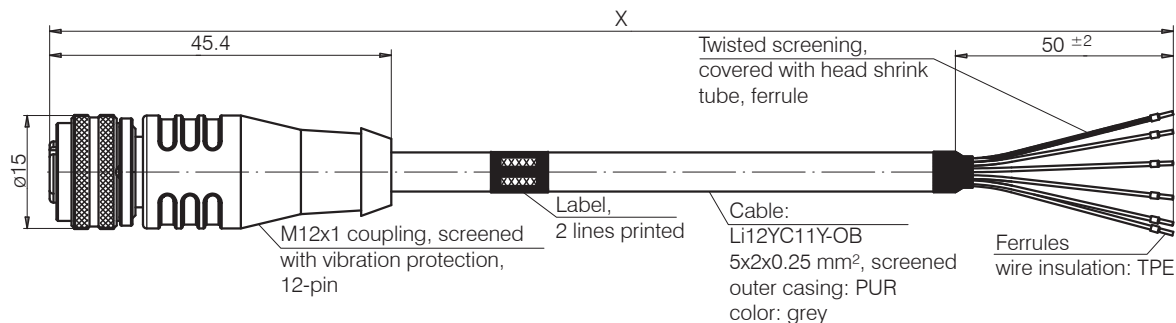 X
45.4
50 ±2
Twisted screening,
covered with head shrink
tube, ferrule
ø15
Label,
2 lines printed
M12x1 coupling, screened
with vibration protection,
12-pin
Cable:
Li12YC11Y-OB
5x2x0.25 mm², screened
outer casing: PUR
color: grey
Ferrules
wire insulation: TPE